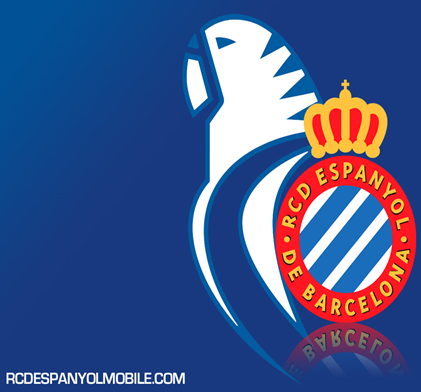 RCD ESPANYOL
• DE BARCELONA •
RCDESPANYOLMOBILE.COM